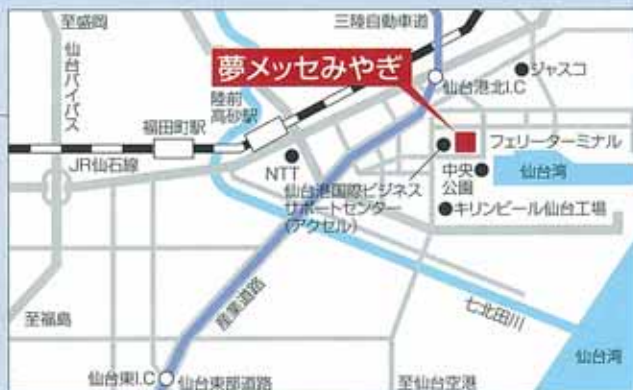 至盛岡
三陸自動車道
仙台バイパス
夢メッセみやぎ
ジャスコ
仙台港北I.C
陸前
高砂駅
福田町駅
フェリーターミナル
JR仙石線
NTT
中央
公園
仙台湾
仙台港国際ビジネス
サポートセンター
(アクセル)
キリンビール仙台工場
産業道路
七北田川
至福島
仙台湾
仙台東I.C
仙台東部道路
至仙台空港